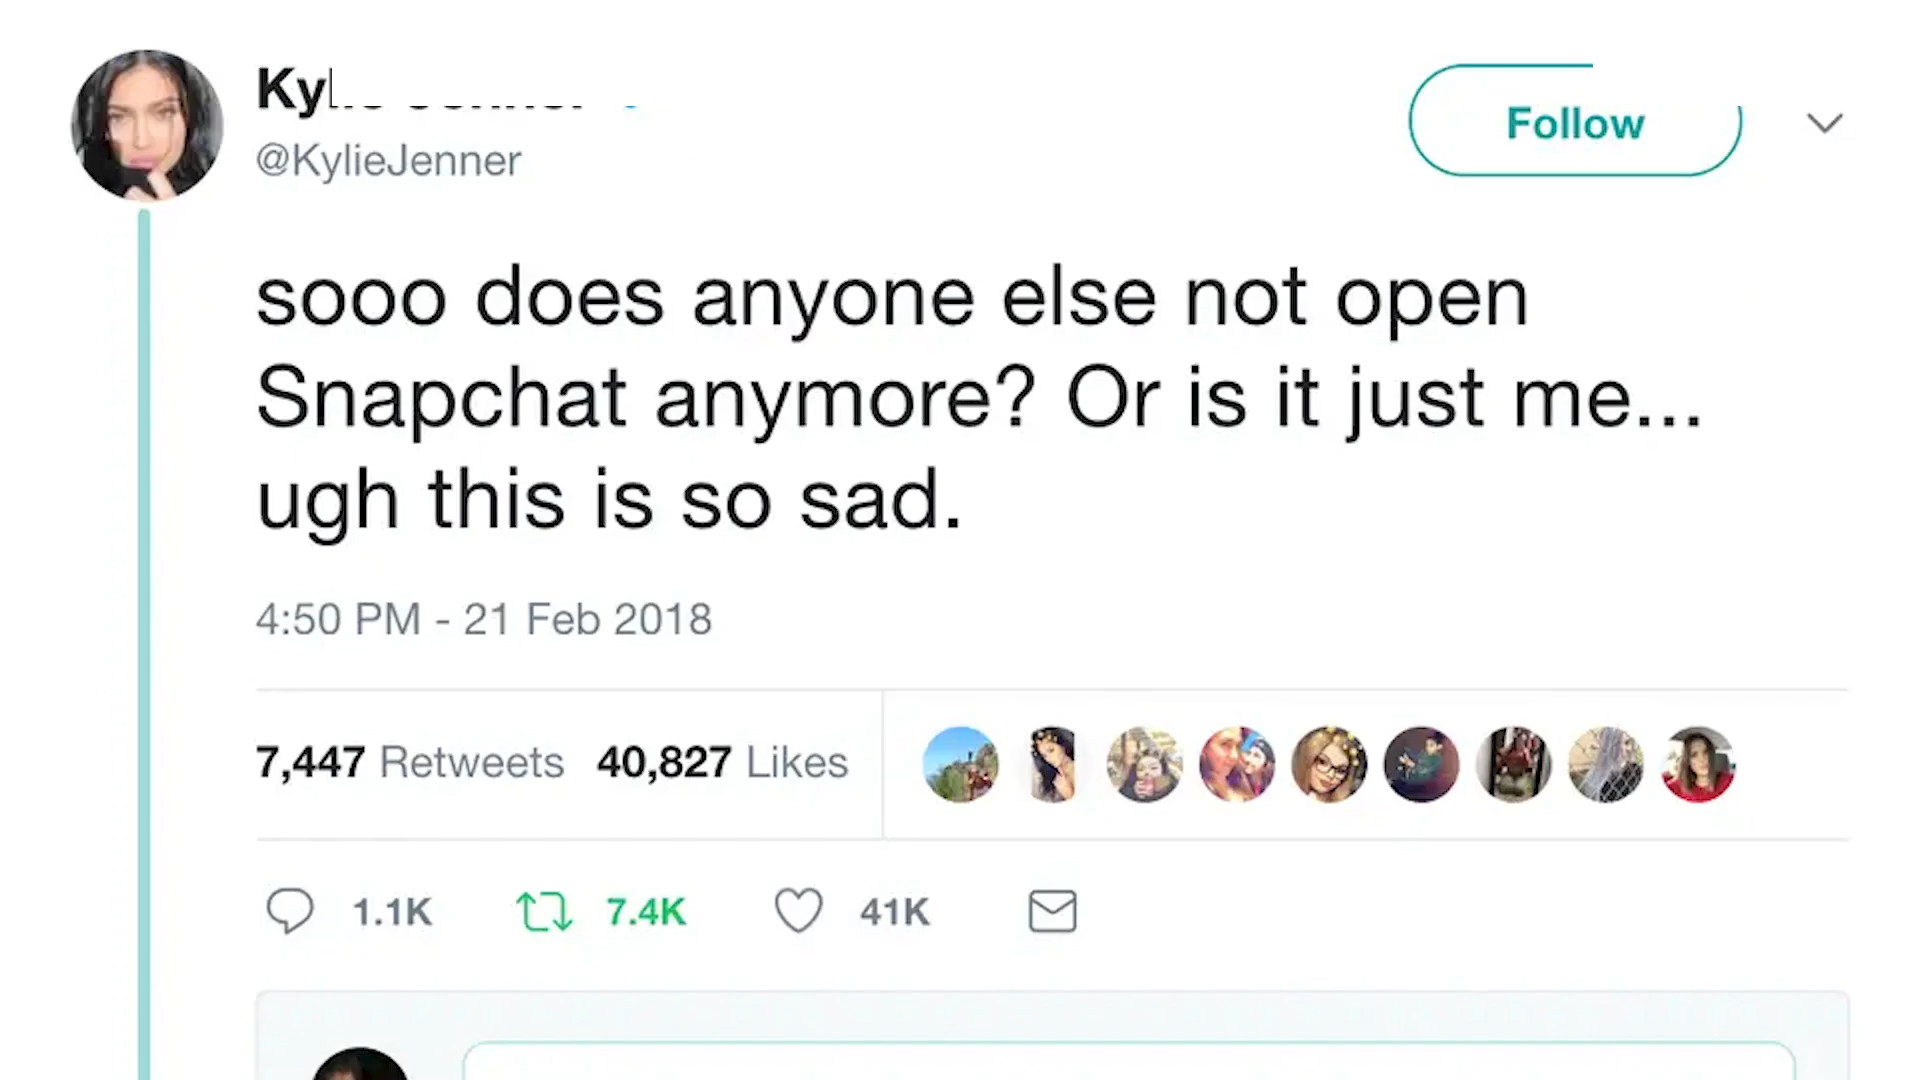 Ky
@KylieJenner
Follow
sooo does anyone else not open
Snapchat anymore? Or is it just me...
ugh this is so sad.
4:50 PM - 21 Feb 2018
7,447 Retweets 40,827 Likes
1.1K 7.4K 41K